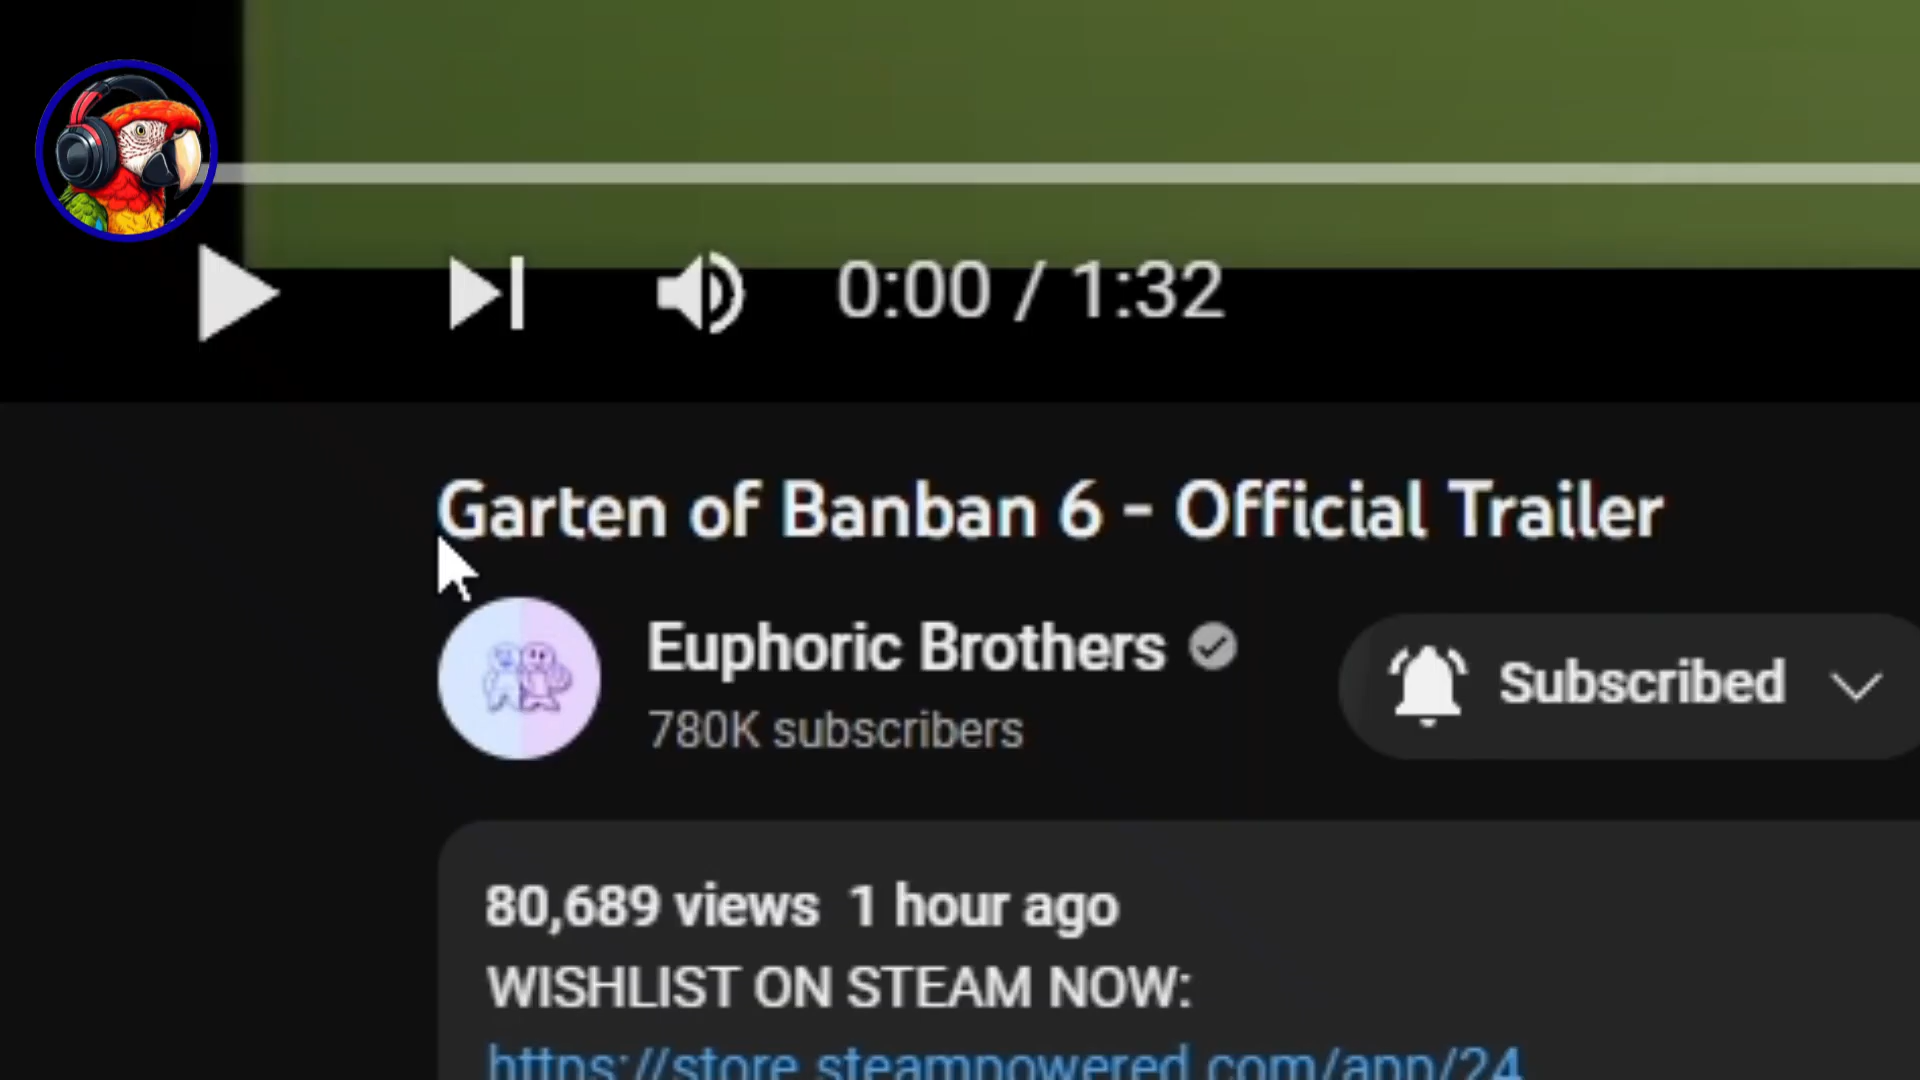 0:00 / 1:32
Garten of Banban 6 - Official Trailer
Euphoric Brothers
780K subscribers
Subscribed
80,689 views 1 hour ago
WISHLIST ON STEAM NOW:
https://store.steampowered.com/app/24